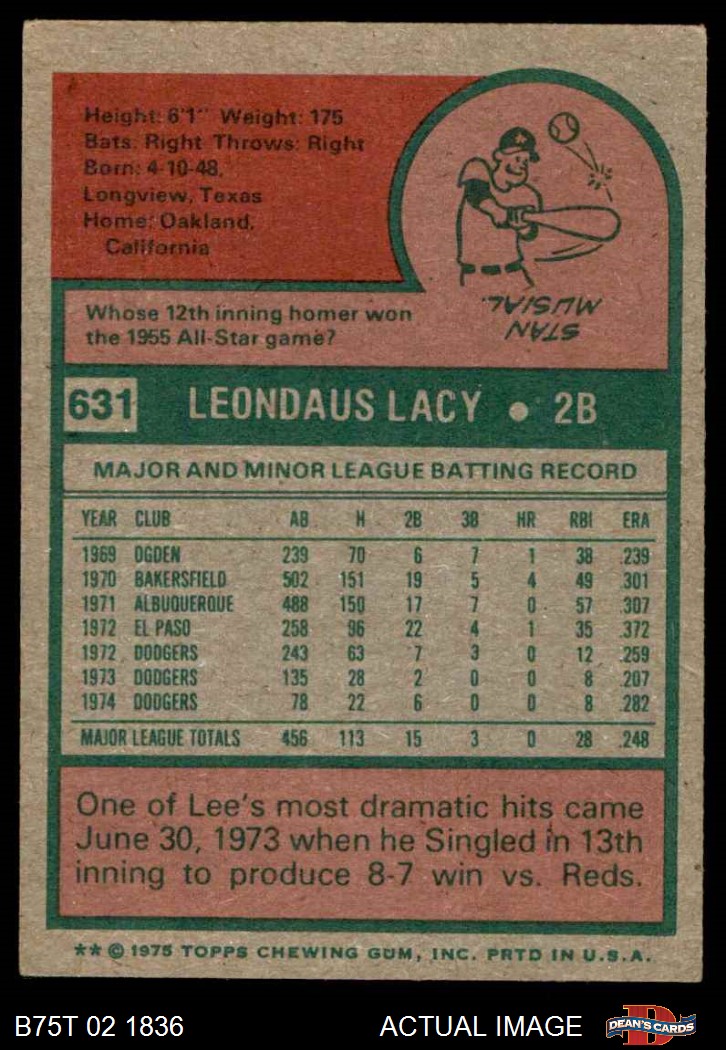 Height: 6'1" Weight: 175
Bats: Right Throws: Right
Born: 4-10-48,
Longview, Texas
Home: Oakland,
California
Whose 12th inning homer won
the 1955 All-Star game?
STAN
MUSIAL.
631 LEONDAUS LACY • 2B
MAJOR AND MINOR LEAGUE BATTING RECORD
YEAR CLUB AB H 2B 3B HR RBI ERA
1969 OGDEN 239 70 6 7 1 38 .239
1970 BAKERSFIELD 502 151 19 5 4 49 .301
1971 ALBUQUERQUE 488 150 17 7 0 57 .307
1972 EL PASO 258 96 22 4 1 35 .372
1972 DODGERS 243 63 7 3 0 12 .259
1973 DODGERS 135 28 2 0 0 8 .207
1974 DODGERS 78 22 6 0 0 8 .282
MAJOR LEAGUE TOTALS 456 113 15 3 0 28 .248
One of Lee's most dramatic hits came
June 30, 1973 when he Singled in 13th
inning to produce 8-7 win vs. Reds.
** © 1975 TOPPS CHEWING GUM, INC. PRTD IN U.S.A.
B75T 02 1836 ACTUAL IMAGE
D
DEAN'S CARDS